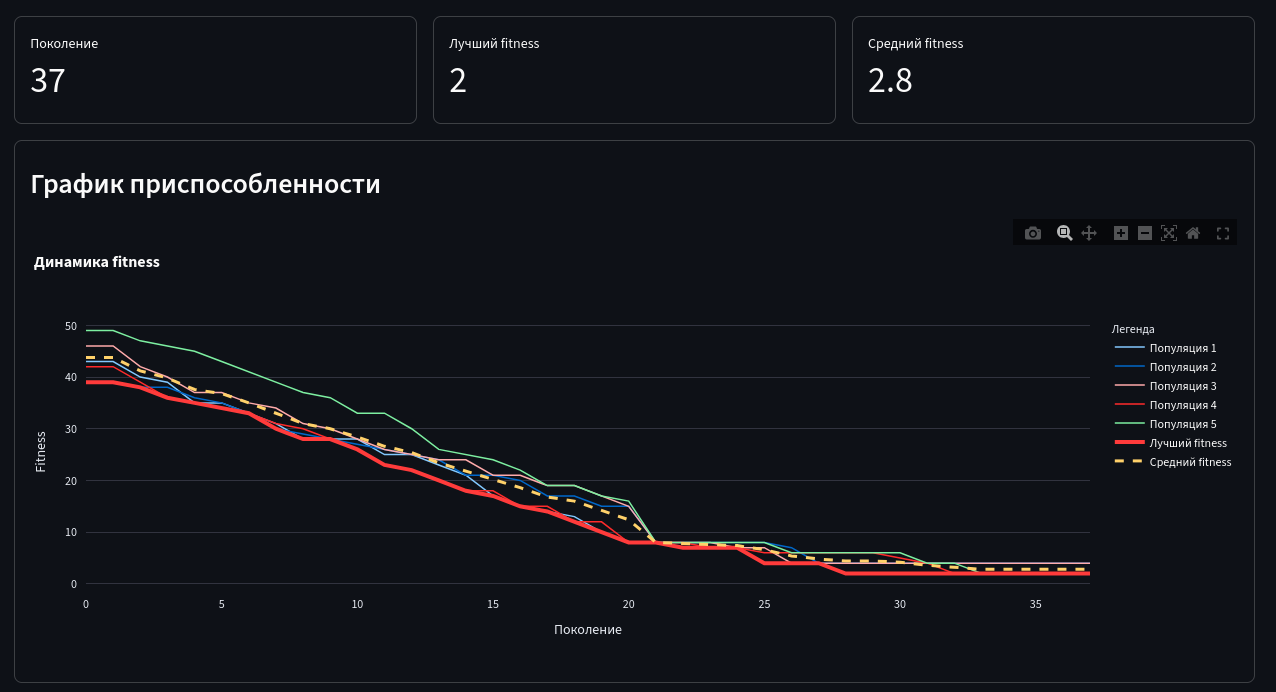 Поколение
37
Лучший fitness
2
Средний fitness
2.8
График приспособленности
Динамика fitness
50
40
30
20
10
0
Fitness
0 5 10 15 20 25 30 35
Поколение
Легенда
Популяция 1
Популяция 2
Популяция 3
Популяция 4
Популяция 5
Лучший fitness
Средний fitness